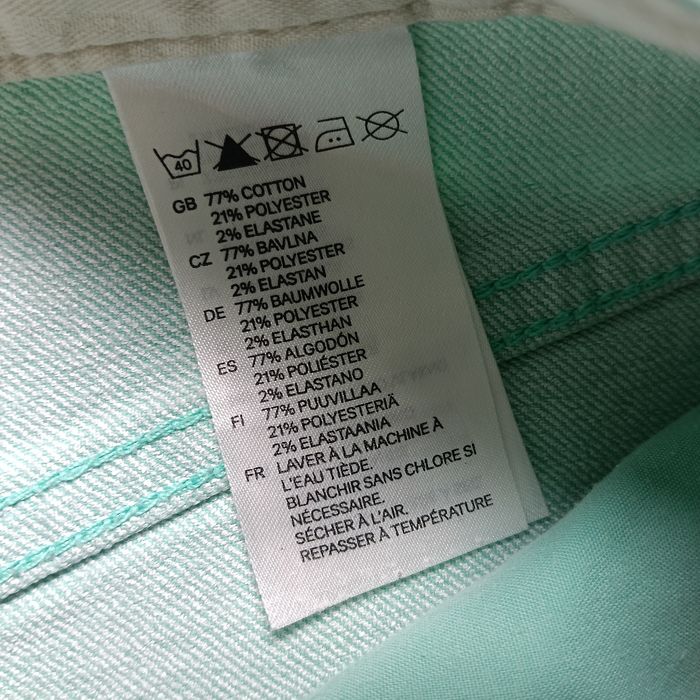 40
GB 77% COTTON
21% POLYESTER
2% ELASTANE
CZ 77% BAVLNA
21% POLYESTER
2% ELASTAN
DE 77% BAUMWOLLE
21% POLYESTER
2% ELASTHAN
ES 77% ALGODÓN
21% POLIÉSTER
2% ELASTANO
FI 77% PUUVILLAA
21% POLYESTERIÄ
2% ELASTAANIA
FR LAVER À LA MACHINE À
L'EAU TIÈDE.
BLANCHIR SANS CHLORE SI
NÉCESSAIRE.
SÉCHER À L'AIR.
REPASSER À TEMPÉRATURE